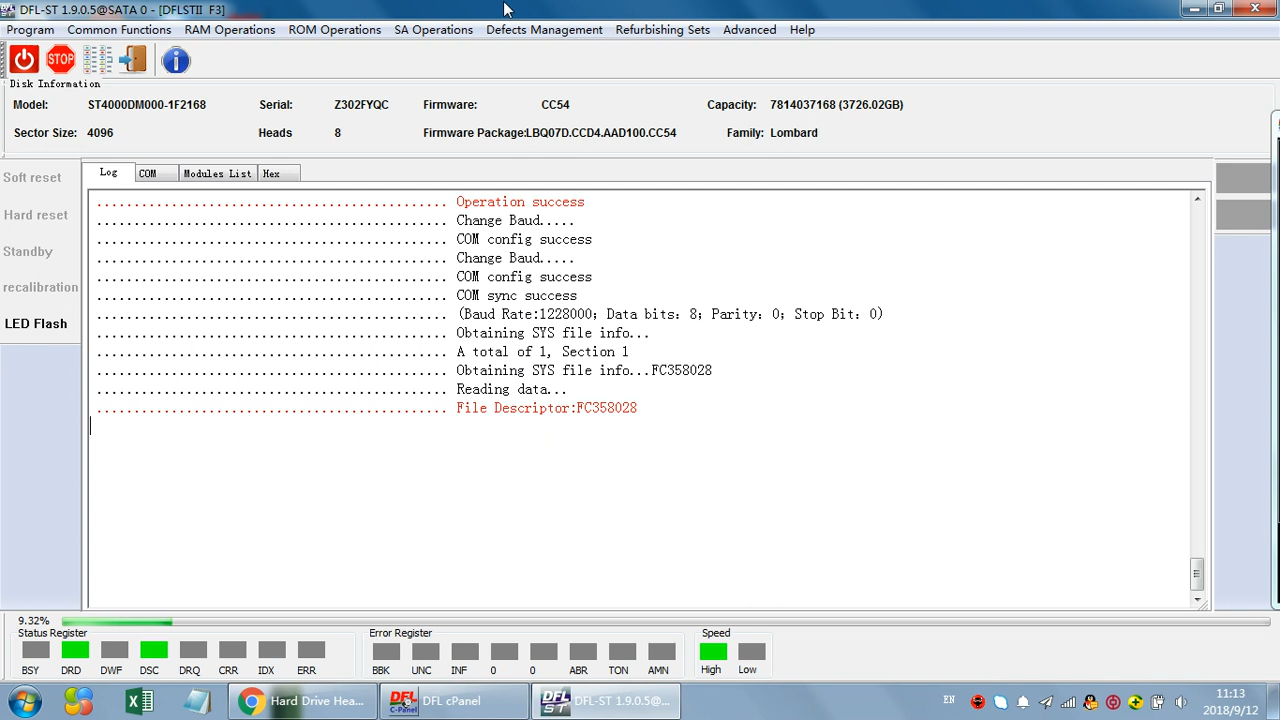 DFL-ST 1.9.0.5@SATA 0 - [DFLSTII F3]
Program Common Functions RAM Operations ROM Operations SA Operations Defects Management Refurbishing Sets Advanced Help
STOP
Disk Information
Model: ST4000DM000-1F2168 Serial: Z302FYQC Firmware: CC54 Capacity: 7814037168 (3726.02GB)
Sector Size: 4096 Heads 8 Firmware Package:LBQ07D.CCD4.AAD100.CC54 Family: Lombard
Log COM Modules List Hex
Soft reset
Hard reset
Standby
recalibration
LED Flash
............................................... Operation success
............................................... Change Baud.....
............................................... COM config success
............................................... Change Baud.....
............................................... COM config success
............................................... COM sync success
............................................... (Baud Rate:1228000; Data bits: 8; Parity: 0; Stop Bit: 0)
............................................... Obtaining SYS file info...
............................................... A total of 1, Section 1
............................................... Obtaining SYS file info...FC358028
............................................... Reading data...
............................................... File Descriptor:FC358028
9.32%
Status Register Error Register Speed
BSY DRD DWF DSC DRQ CRR IDX ERR BBK UNC INF 0 0 ABR TON AMN High Low
Hard Drive Hea... DFL C-Panel DFL cPanel DFL ST DFL-ST 1.9.0.5@... EN 11:13
2018/9/12